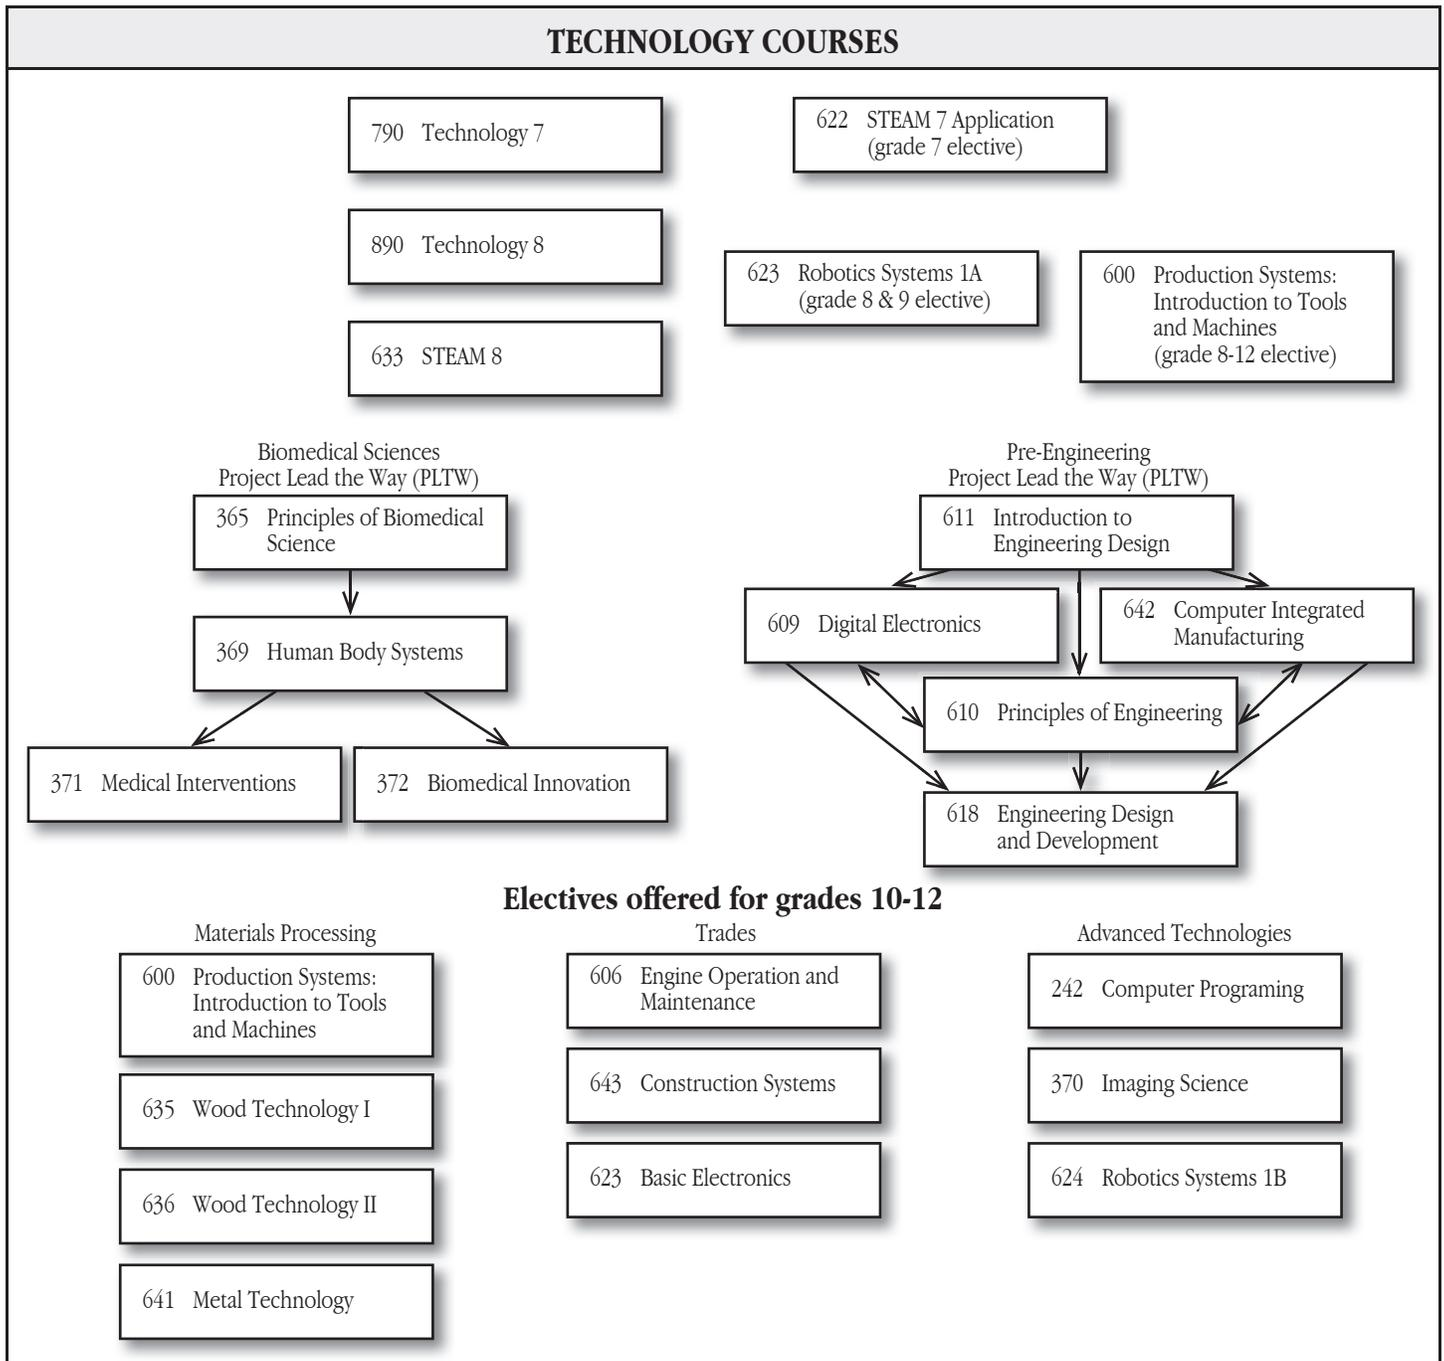 TECHNOLOGY COURSES
790 Technology 7
622 STEAM 7 Application
(grade 7 elective)
890 Technology 8
623 Robotics Systems 1A
(grade 8 & 9 elective)
600 Production Systems:
Introduction to Tools
and Machines
(grade 8-12 elective)
633 STEAM 8
Biomedical Sciences
Project Lead the Way (PLTW)
365 Principles of Biomedical
Science
369 Human Body Systems
371 Medical Interventions
372 Biomedical Innovation
Pre-Engineering
Project Lead the Way (PLTW)
611 Introduction to
Engineering Design
609 Digital Electronics
642 Computer Integrated
Manufacturing
610 Principles of Engineering
618 Engineering Design
and Development
Electives offered for grades 10-12
Materials Processing
600 Production Systems:
Introduction to Tools
and Machines
635 Wood Technology I
636 Wood Technology II
641 Metal Technology
Trades
606 Engine Operation and
Maintenance
643 Construction Systems
623 Basic Electronics
Advanced Technologies
242 Computer Programing
370 Imaging Science
624 Robotics Systems 1B